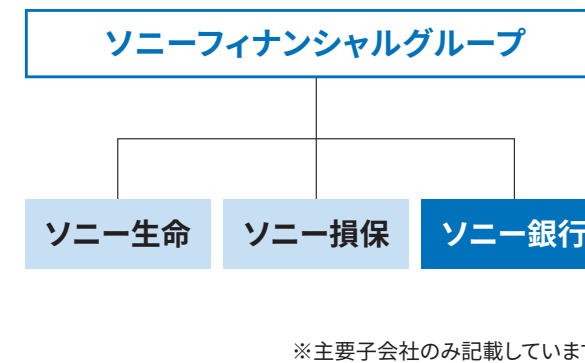 ソニーフィナンシャルグループ
ソニー生命
ソニー損保
ソニー銀行
※主要子会社のみ記載しています